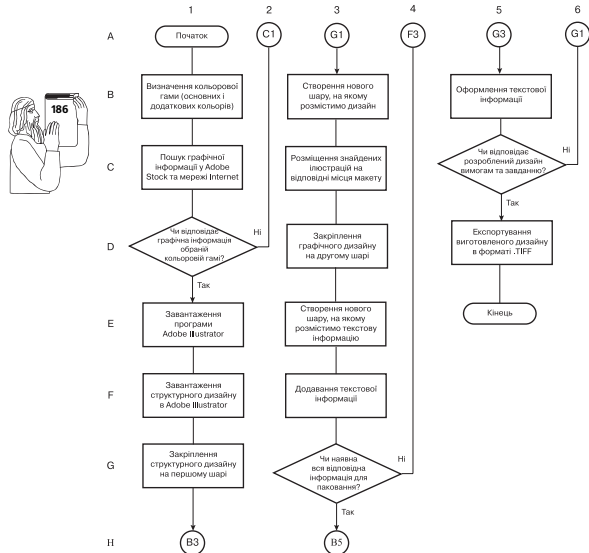 1
2
3
4
5
6
A
Початок
C1
G1
F3
G3
G1
B
Визначення кольорової
гами (основних і
додаткових кольорів)
Створення нового
шару, на якому
розмістимо дизайн
Оформлення текстової
інформації
186
C
Пошук графічної
інформації у Adobe
Stock та мережі Internet
Розміщення знайдених
ілюстрацій на
відповідні місця макету
Чи відповідає
розроблений дизайн
вимогам та завданню?
Ні
Так
D
Чи відповідає
графічна інформація
обраній
кольоровій гамі?
Ні
Так
Закріплення
графічного дизайну
на другому шарі
Експортування
виготовленого дизайну
в форматі .TIFF
E
Завантаження
програми
Adobe Illustrator
Створення нового
шару, на якому
розмістимо текстову
інформацію
Кінець
F
Завантаження
структурного дизайну
в Adobe Illustrator
Додавання текстової
інформації
G
Закріплення
структурного дизайну
на першому шарі
Чи наявна
вся відповідна
інформація для
паковання?
Ні
Так
H
B3
B5